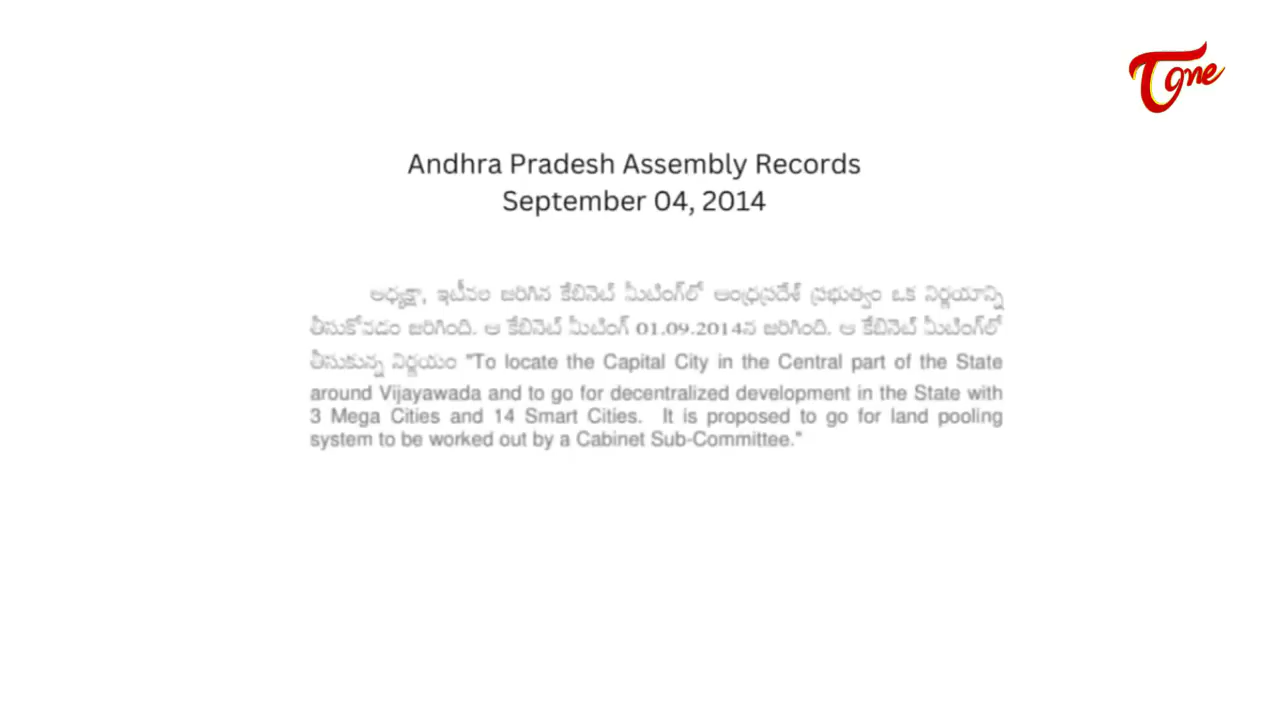 Tone
Andhra Pradesh Assembly Records
September 04, 2014
అధ్యక్షా, ఇటీవల జరిగిన కేబినెట్ మీటింగ్‌లో ఆంధ్రప్రదేశ్ ప్రభుత్వం ఒక నిర్ణయాన్ని
తీసుకోవడం జరిగింది. ఆ కేబినెట్ మీటింగ్ 01.09.2014న జరిగింది. ఆ కేబినెట్ మీటింగ్‌లో
తీసుకున్న నిర్ణయం "To locate the Capital City in the Central part of the State
around Vijayawada and to go for decentralized development in the State with
3 Mega Cities and 14 Smart Cities. It is proposed to go for land pooling
system to be worked out by a Cabinet Sub-Committee."